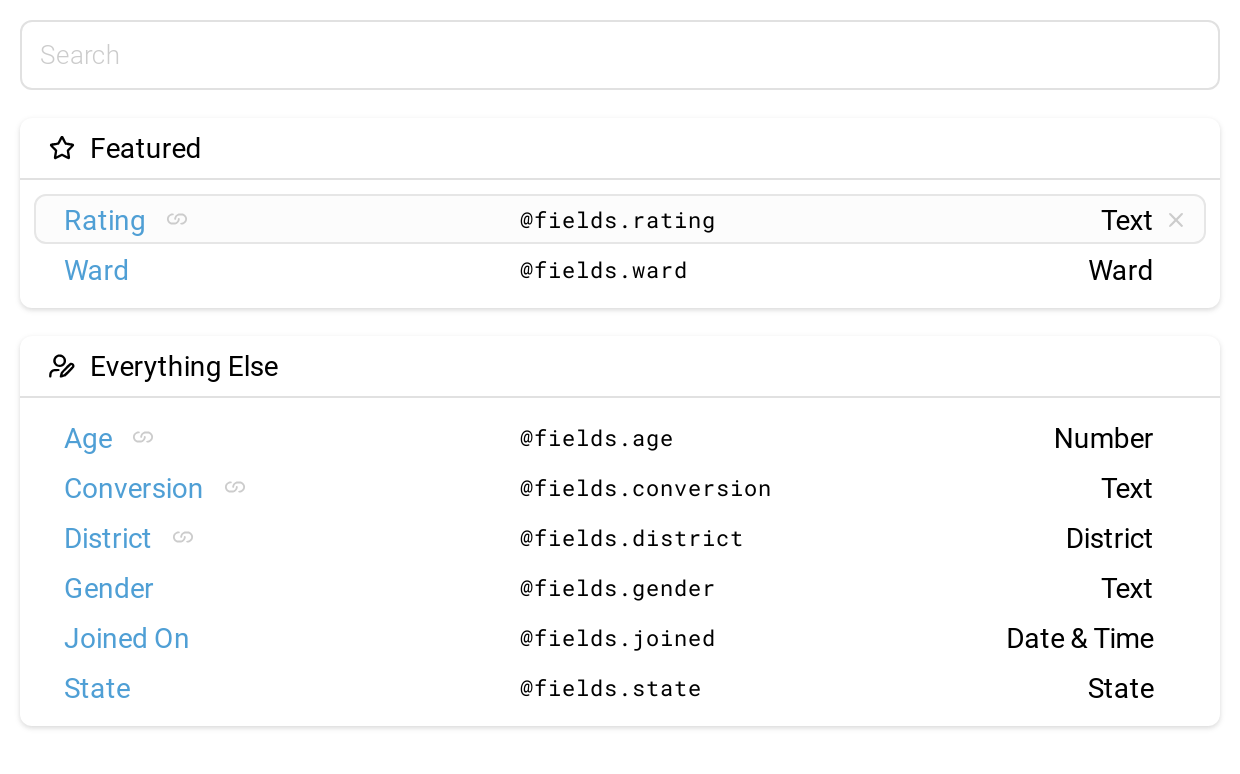 Search
Featured
Rating @fields.rating Text
Ward @fields.ward Ward
Everything Else
Age @fields.age Number
Conversion @fields.conversion Text
District @fields.district District
Gender @fields.gender Text
Joined On @fields.joined Date & Time
State @fields.state State